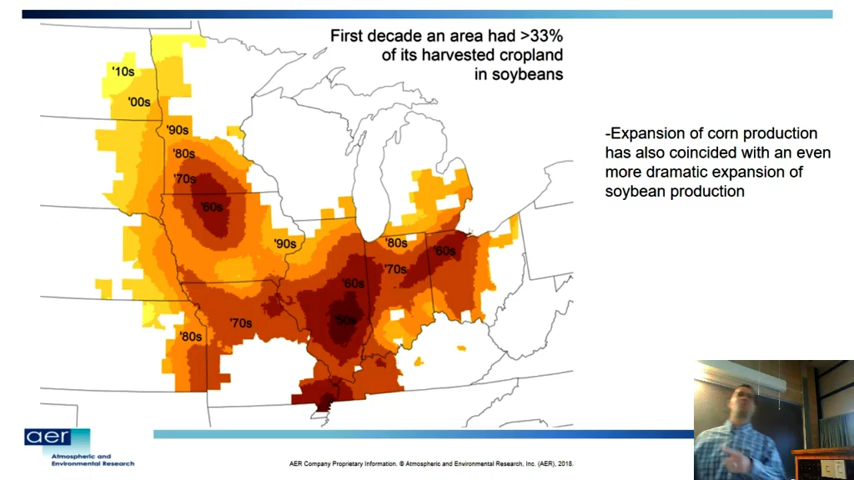 First decade an area had >33%
of its harvested cropland
in soybeans
'10s
'00s
'90s
'80s
'70s
'60s
'90s
'80s
'60s
'70s
'60s
'50s
'70s
'80s
-Expansion of corn production
has also coincided with an even
more dramatic expansion of
soybean production
aer
Atmospheric and
Environmental Research
AER Company Proprietary Information. © Atmospheric and Environmental Research, Inc. (AER), 2018.